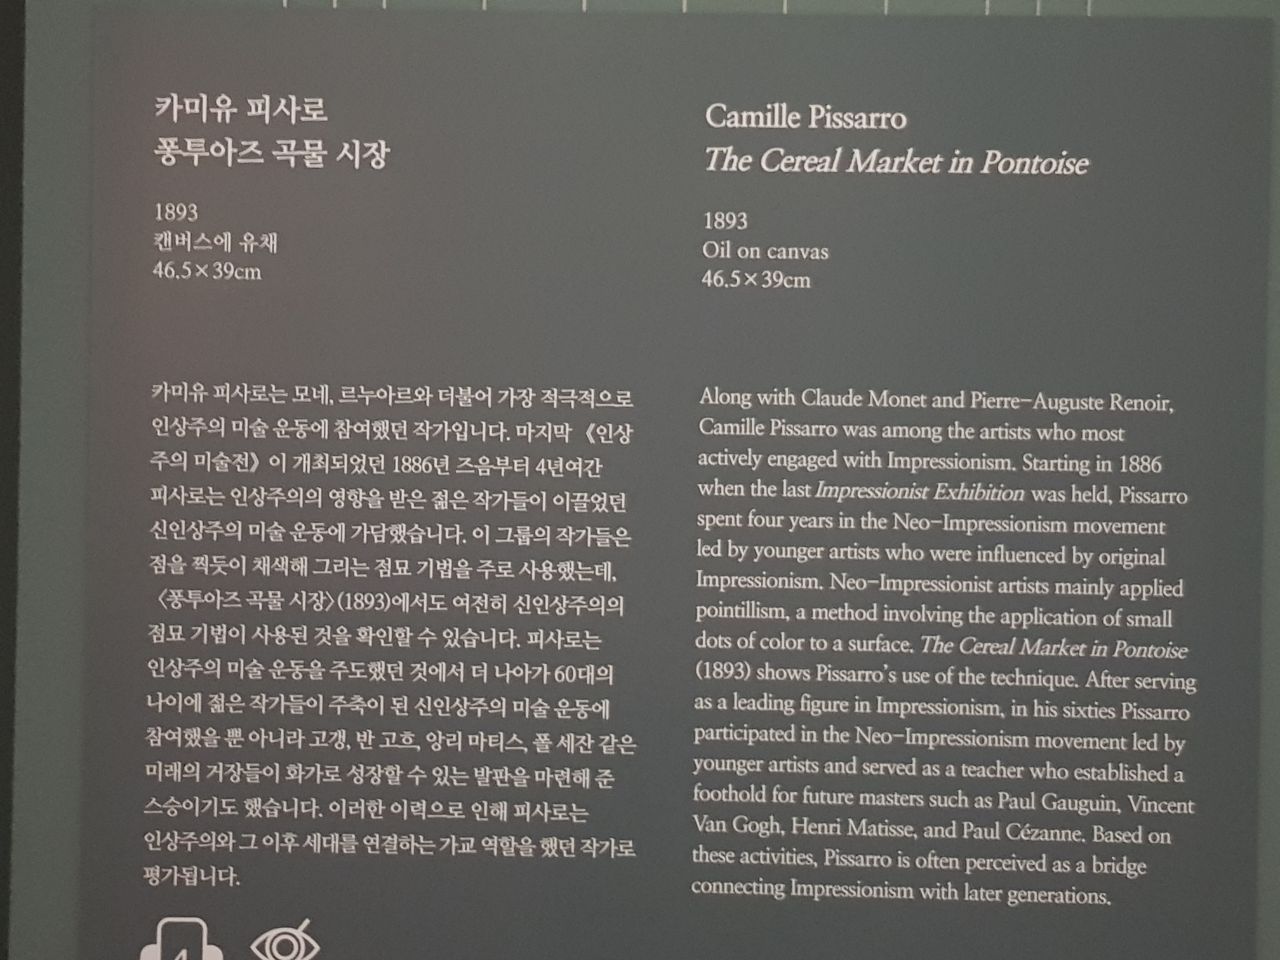 카미유 피사로
퐁투아즈 곡물 시장
1893
캔버스에 유채
46.5×39cm
카미유 피사로는 모네, 르누아르와 더불어 가장 적극적으로
인상주의 미술 운동에 참여했던 작가입니다. 마지막 《인상
주의 미술전》이 개최되었던 1886년 즈음부터 4년여간
피사로는 인상주의의 영향을 받은 젊은 작가들이 이끌었던
신인상주의 미술 운동에 가담했습니다. 이 그룹의 작가들은
점을 찍듯이 채색해 그리는 점묘 기법을 주로 사용했는데,
〈퐁투아즈 곡물 시장〉(1893)에서도 여전히 신인상주의의
점묘 기법이 사용된 것을 확인할 수 있습니다. 피사로는
인상주의 미술 운동을 주도했던 것에서 더 나아가 60대의
나이에 젊은 작가들이 주축이 된 신인상주의 미술 운동에
참여했을 뿐 아니라 고갱, 반 고흐, 앙리 마티스, 폴 세잔 같은
미래의 거장들이 화가로 성장할 수 있는 발판을 마련해 준
스승이기도 했습니다. 이러한 이력으로 인해 피사로는
인상주의와 그 이후 세대를 연결하는 가교 역할을 했던 작가로
평가됩니다.
Camille Pissarro
The Cereal Market in Pontoise
1893
Oil on canvas
46.5×39cm
Along with Claude Monet and Pierre-Auguste Renoir,
Camille Pissarro was among the artists who most
actively engaged with Impressionism. Starting in 1886
when the last Impressionist Exhibition was held, Pissarro
spent four years in the Neo-Impressionism movement
led by younger artists who were influenced by original
Impressionism. Neo-Impressionist artists mainly applied
pointillism, a method involving the application of small
dots of color to a surface. The Cereal Market in Pontoise
(1893) shows Pissarro's use of the technique. After serving
as a leading figure in Impressionism, in his sixties Pissarro
participated in the Neo-Impressionism movement led by
younger artists and served as a teacher who established a
foothold for future masters such as Paul Gauguin, Vincent
Van Gogh, Henri Matisse, and Paul Cézanne. Based on
these activities, Pissarro is often perceived as a bridge
connecting Impressionism with later generations.